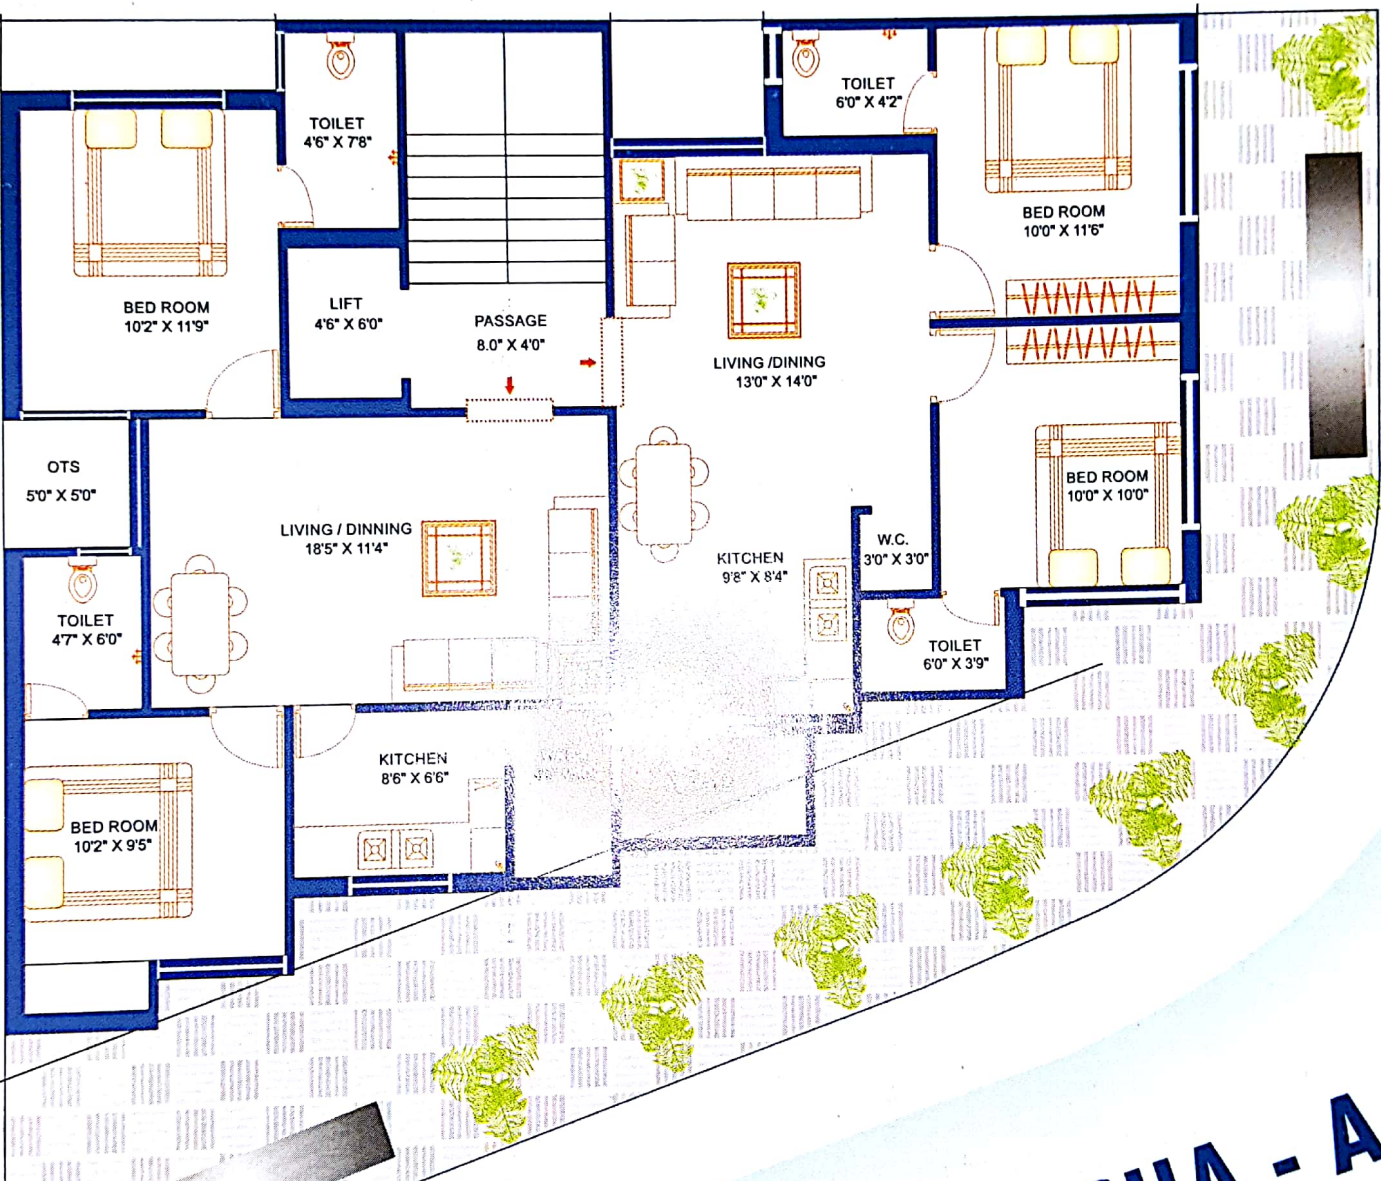 TOILET
4'6" X 7'8"
TOILET
6'0" X 4'2"
BED ROOM
10'0" X 11'6"
BED ROOM
10'2" X 11'9"
LIFT
4'6" X 6'0"
PASSAGE
8.0" X 4'0"
LIVING /DINING
13'0" X 14'0"
OTS
5'0" X 5'0"
BED ROOM
10'0" X 10'0"
LIVING / DINNING
18'5" X 11'4"
W.C.
3'0" X 3'0"
KITCHEN
9'8" X 8'4"
TOILET
4'7" X 6'0"
TOILET
6'0" X 3'9"
KITCHEN
8'6" X 6'6"
BED ROOM
10'2" X 9'5"
- A